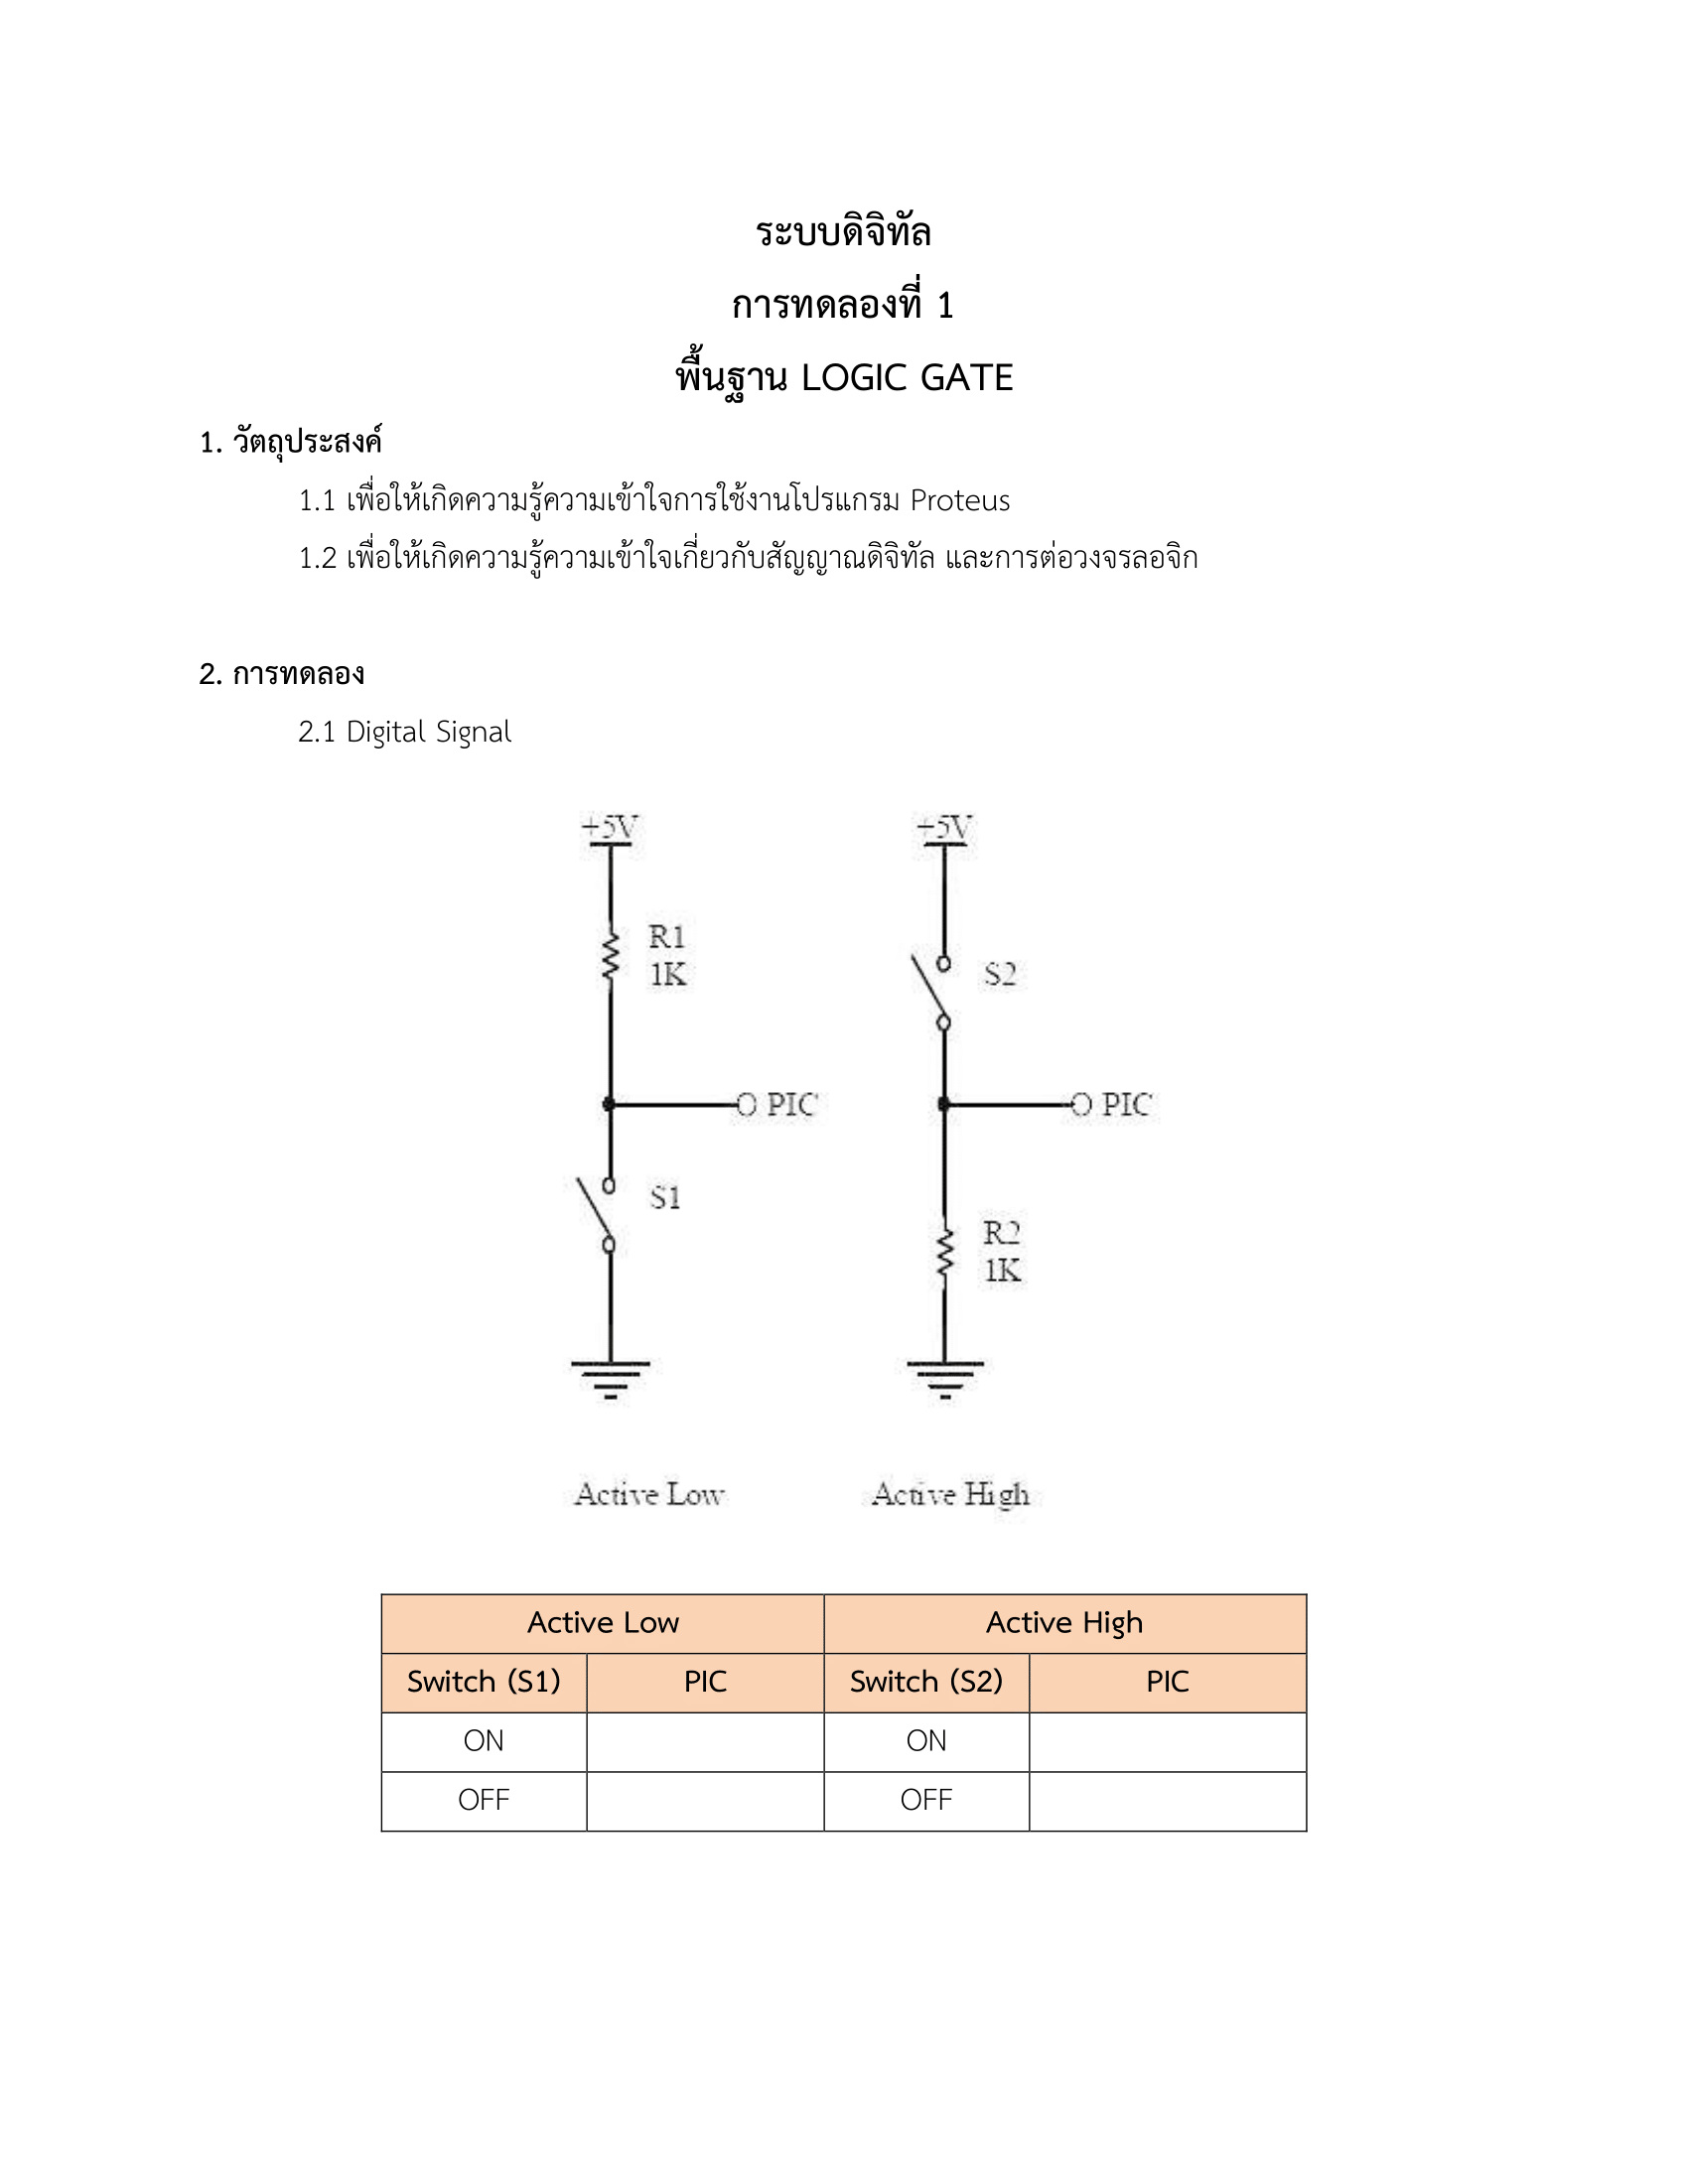 ระบบดิจิทัล
การทดลองที่ 1
พื้นฐาน LOGIC GATE
1. วัตถุประสงค์
1.1 เพื่อให้เกิดความรู้ความเข้าใจการใช้งานโปรแกรม Proteus
1.2 เพื่อให้เกิดความรู้ความเข้าใจเกี่ยวกับสัญญาณดิจิทัล และการต่อวงจรลอจิก
2. การทดลอง
2.1 Digital Signal
+5V +5V
R1
1K
S2
PIC PIC
S1
R2
1K
Active Low Active High
Active Low Active High
Switch (S1) PIC Switch (S2) PIC
ON ON
OFF OFF